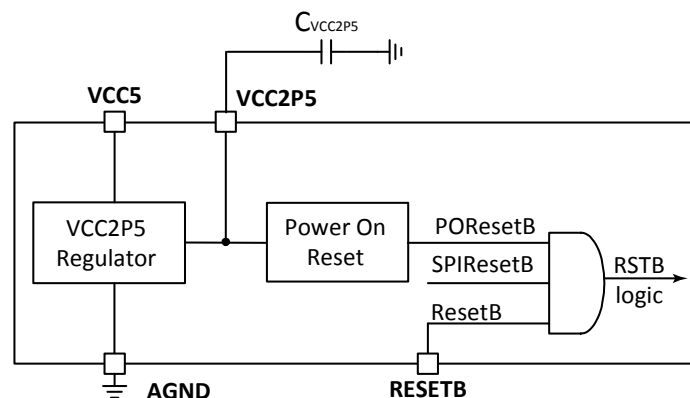 CVCC2P5
VCC5
VCC2P5
VCC2P5
Regulator
Power On
Reset
POResetB
SPIResetB
ResetB
RSTB
logic
AGND
RESETB